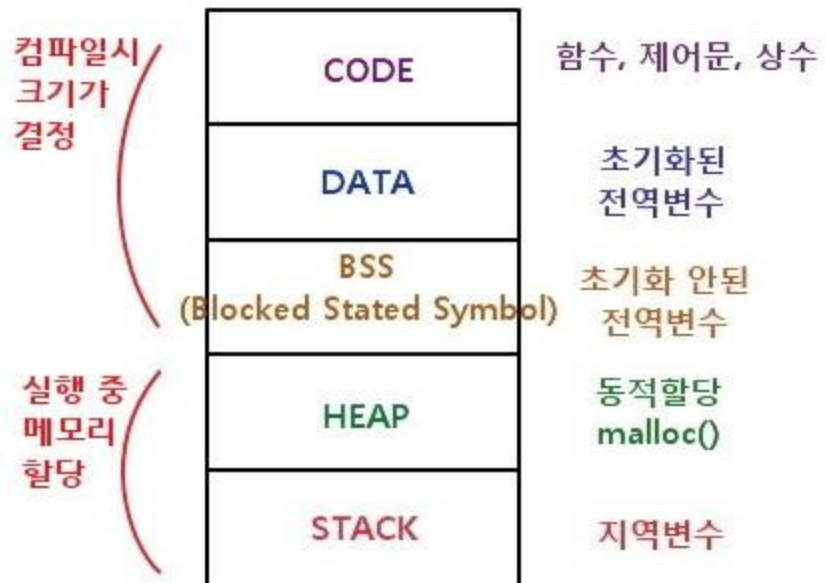 컴파일시
크기가
결정
CODE
함수, 제어문, 상수
DATA
초기화된
전역변수
BSS
(Blocked Stated Symbol)
초기화 안된
전역변수
실행 중
메모리
할당
HEAP
동적할당
malloc()
STACK
지역변수